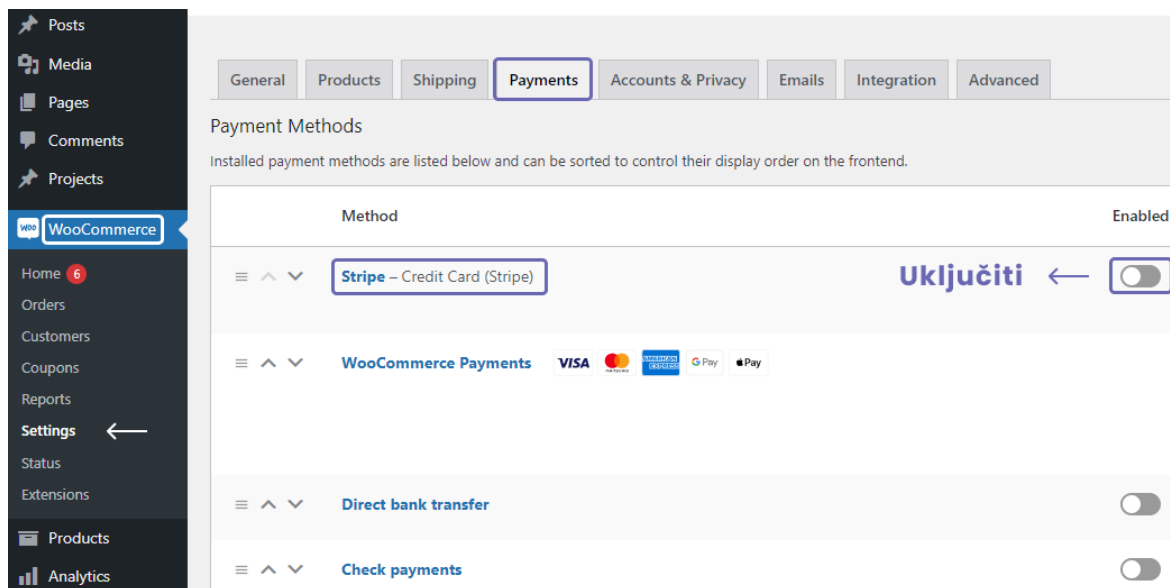 Posts
Media
Pages
Comments
Projects
WooCommerce
Home 6
Orders
Customers
Coupons
Reports
Settings
Status
Extensions
Products
Analytics
General Products Shipping Payments Accounts & Privacy Emails Integration Advanced
Payment Methods
Installed payment methods are listed below and can be sorted to control their display order on the frontend.
Method Enabled
Stripe – Credit Card (Stripe) Uključiti
WooCommerce Payments VISA AMERICAN EXPRESS G Pay Pay
Direct bank transfer
Check payments